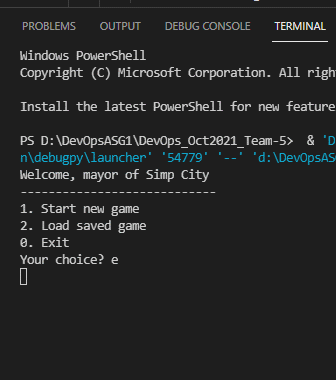 PROBLEMS OUTPUT DEBUG CONSOLE TERMINAL
Windows PowerShell
Copyright (C) Microsoft Corporation. All righ
Install the latest PowerShell for new feature
PS D:\DevOpsASG1\DevOps_Oct2021_Team-5>  & 'D
n\debugpy\launcher' '54779' '--' 'd:\DevOpsAS
Welcome, mayor of Simp City
----------------------------
1. Start new game
2. Load saved game
0. Exit
Your choice? e